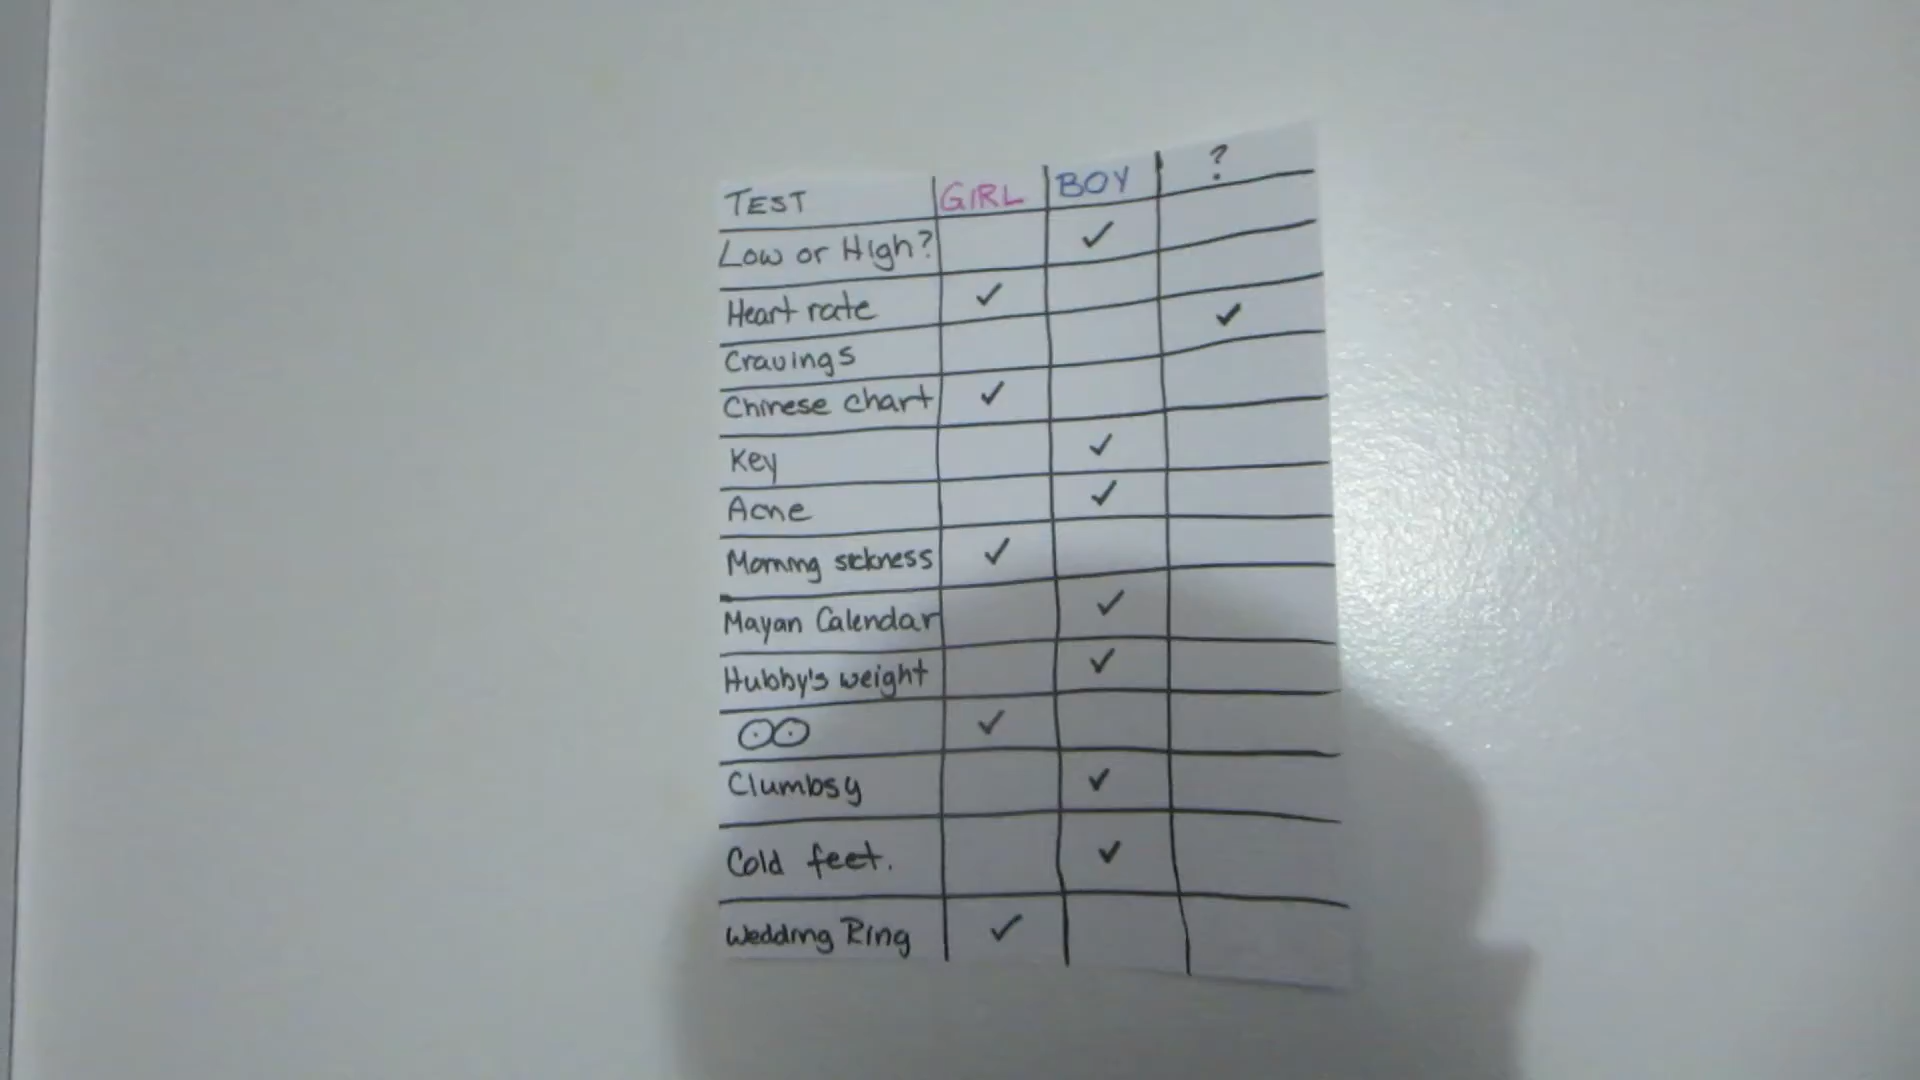 TEST GIRL BOY ?
Low or High? ✓
Heart rate ✓
Cravings ✓
Chinese chart ✓
Key ✓
Acne ✓
Morning sickness ✓
Mayan Calendar ✓
Hubby's weight ✓
✓
Clumbsy ✓
Cold feet. ✓
Wedding Ring ✓